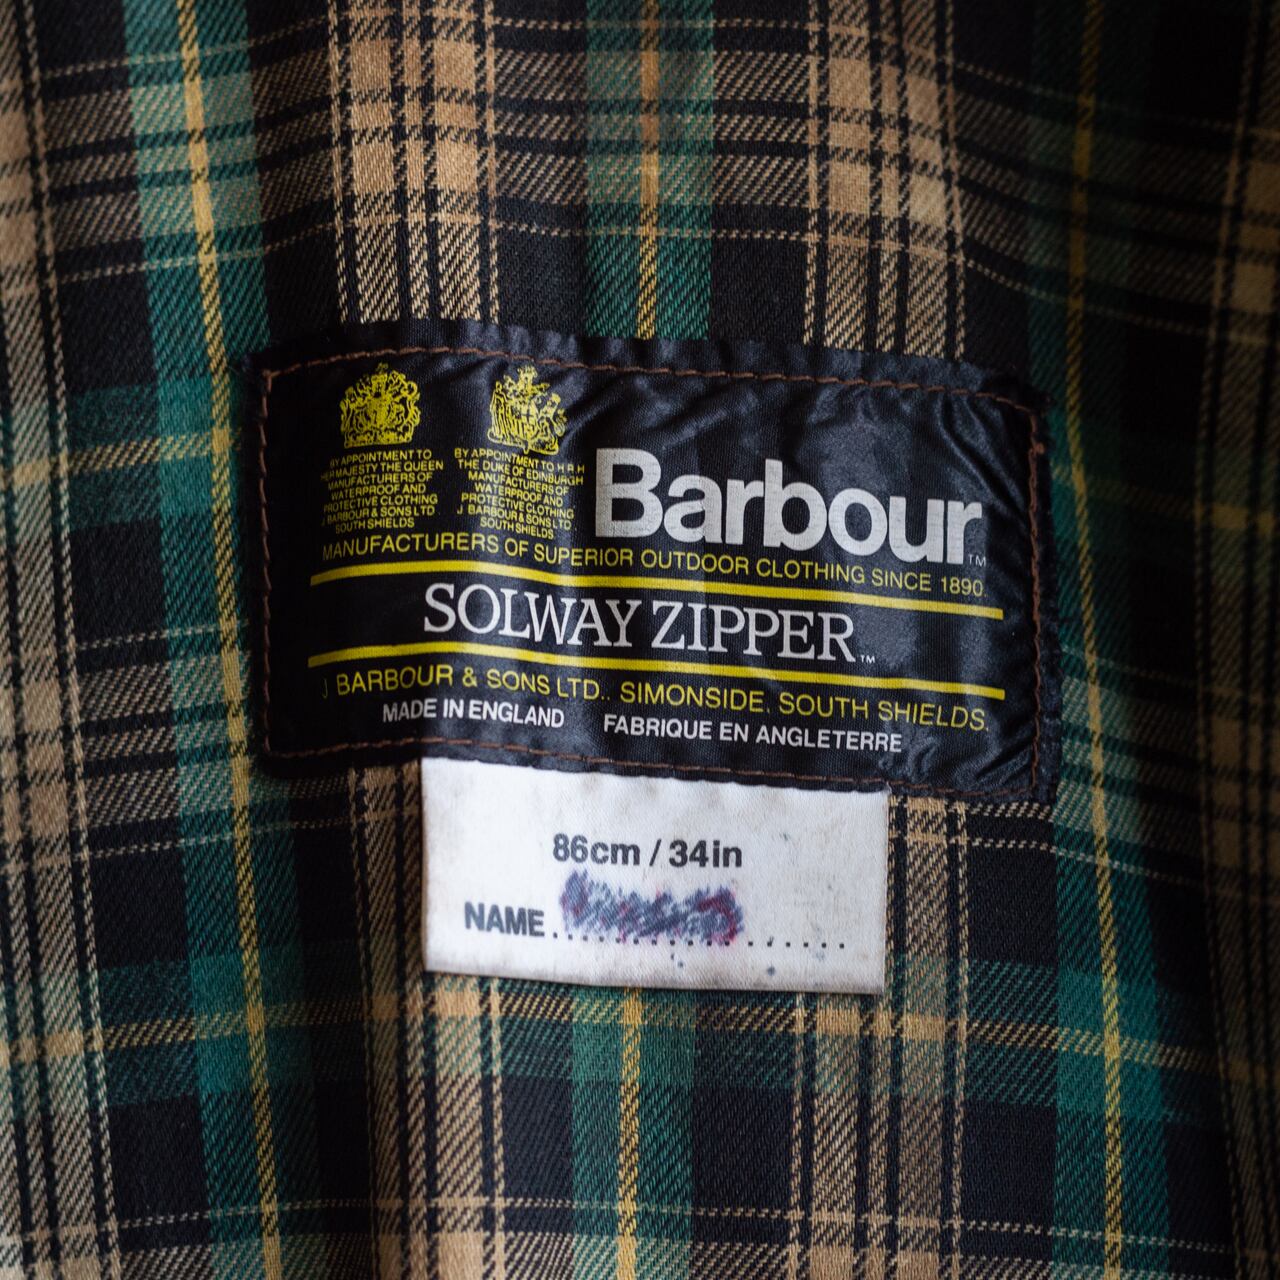 BY APPOINTMENT TO
HER MAJESTY THE QUEEN
MANUFACTURERS OF
WATERPROOF AND
PROTECTIVE CLOTHING
J BARBOUR & SONS LTD
SOUTH SHIELDS
BY APPOINTMENT TO H R H
THE DUKE OF EDINBURGH
MANUFACTURERS OF
WATERPROOF AND
PROTECTIVE CLOTHING
J BARBOUR & SONS LTD
SOUTH SHIELDS.
Barbour™
MANUFACTURERS OF SUPERIOR OUTDOOR CLOTHING SINCE 1890.
SOLWAY ZIPPER™
J BARBOUR & SONS LTD., SIMONSIDE, SOUTH SHIELDS.
MADE IN ENGLAND FABRIQUE EN ANGLETERRE
86cm / 34in
NAME....................